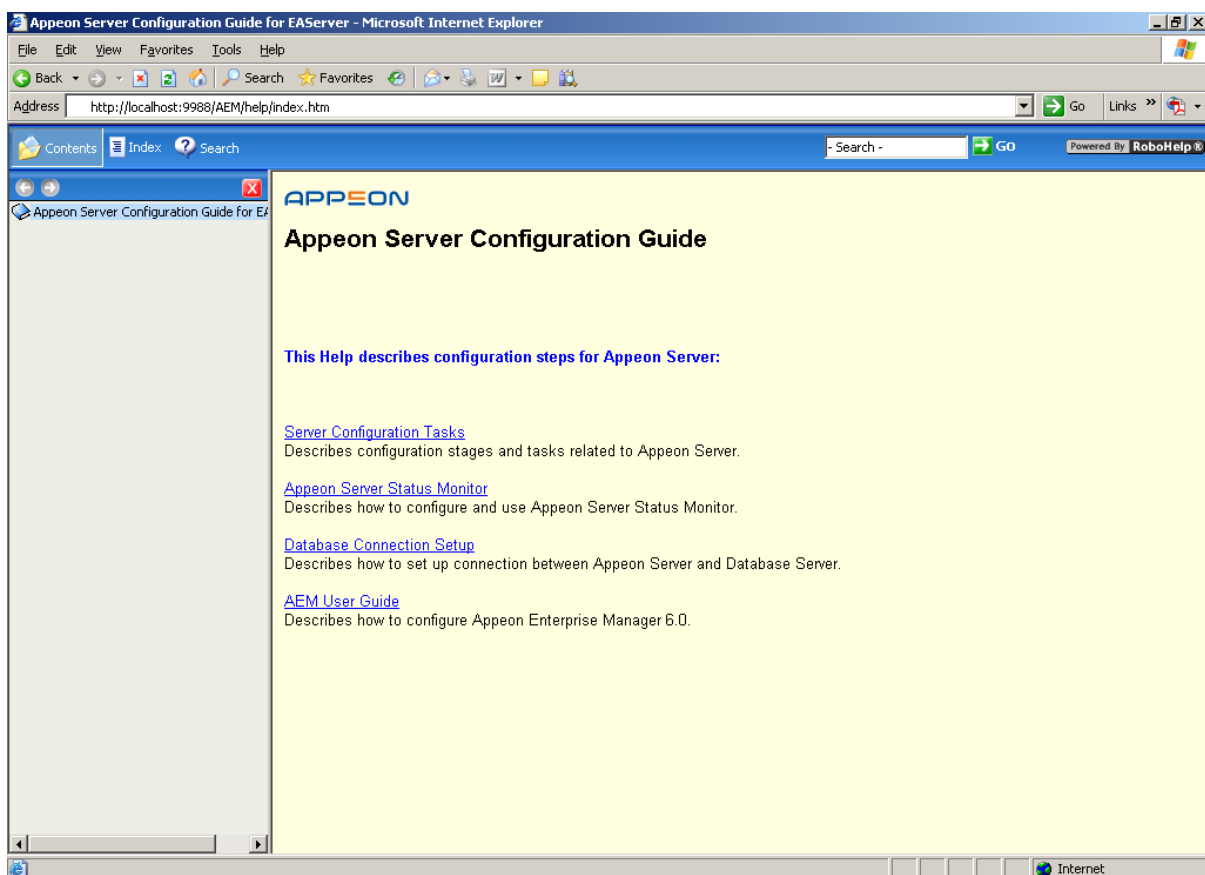 Appeon Server Configuration Guide for EAServer - Microsoft Internet Explorer
File Edit View Favorites Tools Help
Back Search Favorites
Address http://localhost:9988/AEM/help/index.htm Go Links »
Contents Index Search - Search - GO Powered By RoboHelp®
Appeon Server Configuration Guide for EA
APPEON
Appeon Server Configuration Guide
This Help describes configuration steps for Appeon Server:
Server Configuration Tasks
Describes configuration stages and tasks related to Appeon Server.
Appeon Server Status Monitor
Describes how to configure and use Appeon Server Status Monitor.
Database Connection Setup
Describes how to set up connection between Appeon Server and Database Server.
AEM User Guide
Describes how to configure Appeon Enterprise Manager 6.0.
Internet